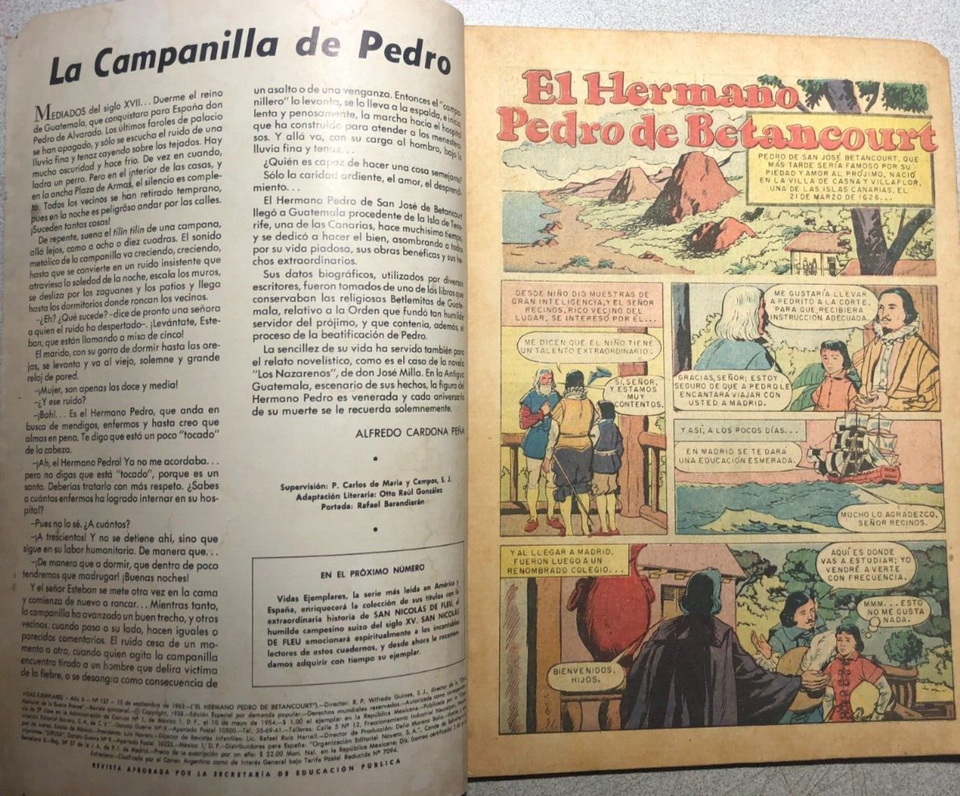 La Campanilla de Pedro
MEDIADOS del siglo XVII... Duerme el reino
de Guatemala, que conquistara para España don
Pedro de Alvarado. Los últimos faroles de palacio
se han apagado, y sólo se escucha el ruido de una
lluvia fina y tenaz cayendo sobre los tejados. Hay
mucha oscuridad y hace frío. De vez en cuando,
ladra un perro. Pero en el interior de las casas, y
en la ancha Plaza de Armas, el silencio es comple-
to. Todos los vecinos se han retirado temprano,
pues en la noche es peligroso andar por las calles.
¡Suceden tantas cosas!
De repente, suena el tilín tilín de una campana,
allá lejos, como a ocho o diez cuadras. El sonido
metálico de la campana va creciendo, creciendo,
hasta que se convierte en un ruido insistente que
atraviesa la soledad de la noche, escala los muros,
se desliza por los zaguanes y los patios y llega
hasta los dormitorios donde roncan los vecinos.
—¿Eh? ¿Qué sucede? -dice de pronto una señora
a quien el ruido ha despertado-. ¡Levántate, Este-
ban, que están llamando a misa de cinco!
El marido, con su gorro de dormir hasta las ore-
jas, se levanta y va al viejo, solemne y grande
reloj de pared.
—¡Mujer, son apenas las doce y media!
—¿Y ese ruido?
—¡Bah!... Es el Hermano Pedro, que anda en
busca de mendigos, enfermos y hasta creo que
almas en pena. Te digo que está un poco "tocado"
de la cabeza.
—¡Ah, el Hermano Pedro! Ya no me acordaba...
pero no digas que está "tocado", porque es un
santo. Deberías tratarlo con más respeto. ¿Sabes
a cuántos enfermos ha logrado internar en su hos-
pital?
—Pues no lo sé. ¿A cuántos?
—¡A trescientos! Y no se detiene ahí, sino que
sigue en su labor humanitaria. De manera que...
—¡De manera que a dormir, que dentro de poco
tendremos que madrugar! ¡Buenas noches!
Y el señor Esteban se mete otra vez en la cama
y comienza de nuevo a roncar... Mientras tanto,
la campanilla ha avanzado un buen trecho, y otros
vecinos, cuando pasa a su lado, hacen iguales o
parecidos comentarios. El ruido cesa de un mo-
mento a otro, cuando quien agita la campanilla
encuentra tirado a un hombre que delira víctima
de la fiebre, o se desangra como consecuencia de
un asalto o de una venganza. Entonces el "campa-
nillero" la levanta, se lo lleva a la espalda, e inicia,
lenta y penosamente, la marcha hacia el hospital
que ha construido para atender a los menestero-
sos. Y allá va, con su carga al hombro, bajo la
lluvia fina y tenaz...
¿Quién es capaz de hacer una cosa semejante?
Sólo la caridad ardiente, el amor, el desprendi-
miento...
El Hermano Pedro de San José de Betancourt
llegó a Guatemala procedente de la Isla de Tene-
rife, una de las Canarias, hace muchísimo tiempo,
y se dedicó a hacer el bien, asombrando a todos
por su vida piadosa, sus obras benéficas y sus he-
chos extraordinarios.
Sus datos biográficos, utilizados por diversos
escritores, fueron tomados de uno de los libros que
conservaban las religiosas Betlemitas de Guate-
mala, relativo a la Orden que fundó tan humilde
servidor del prójimo, y que contenía, además, el
proceso de la beatificación de Pedro.
La sencillez de su vida ha servido también para
el relato novelístico, como es el caso de la novela
"Los Nazarenos", de don José Milla. En la Antigua
Guatemala, escenario de sus hechos, la figura del
Hermano Pedro es venerada y cada aniversario
de su muerte se le recuerda solemnemente.
ALFREDO CARDONA PEÑA
Supervisión: P. Carlos de María y Campos, S. J.
Adaptación Literaria: Otto Raúl González
Portada: Rafael Barandiarán
EN EL PRÓXIMO NÚMERO
Vidas Ejemplares, la serie más leída en América y
España, enriquecerá la colección de sus títulos con la
extraordinaria historia de SAN NICOLÁS DE FLEU, el
humilde campesino suizo del siglo XV. SAN NICOLÁS
DE FLEU emocionará espiritualmente a los incontables
lectores de estos cuadernos, y desde ahora le recomen-
damos adquirir con tiempo su ejemplar.
VIDAS EJEMPLARES – Año X – Nº 151 – 15 de septiembre de 1963.-("EL HERMANO PEDRO DE BETANCOURT"). Director: R. P. Wilfredo Guinea, S. J., director de la
REVISTA APROBADA POR LA SECRETARÍA DE EDUCACIÓN PÚBLICA
El Hermano
Pedro de Betancourt
PEDRO DE SAN JOSÉ BETANCOURT, QUE
MÁS TARDE SERÍA FAMOSO POR SU
PIEDAD Y AMOR AL PRÓJIMO, NACIÓ
EN LA VILLA DE CASNA Y VILLAFLOR,
UNA DE LAS ISLAS CANARIAS, EL
21 DE MARZO DE 1626...
DESDE NIÑO DIO MUESTRAS DE
GRAN INTELIGENCIA, Y EL SEÑOR
RECINOS, RICO VECINO DEL
LUGAR, SE INTERESÓ POR ÉL...
ME DICEN QUE EL NIÑO TIENE
UN TALENTO EXTRAORDINARIO.
SÍ, SEÑOR,
Y ESTAMOS
MUY
CONTENTOS.
ME GUSTARÍA LLEVAR
A PEDRITO A LA CORTE,
PARA QUE RECIBIERA
INSTRUCCIÓN ADECUADA.
GRACIAS, SEÑOR; ESTOY
SEGURO DE QUE A PEDRO LE
ENCANTARÁ VIAJAR CON
USTED A MADRID.
Y ASÍ, A LOS POCOS DÍAS...
EN MADRID SE TE DARÁ
UNA EDUCACIÓN ESMERADA.
MUCHO LO AGRADEZCO,
SEÑOR RECINOS.
Y AL LLEGAR A MADRID,
FUERON LUEGO A UN
RENOMBRADO COLEGIO...
AQUÍ ES DONDE
VAS A ESTUDIAR; YO
VENDRÉ A VERTE
CON FRECUENCIA.
MMM... ESTO
NO ME GUSTA
NADA.
BIENVENIDOS,
HIJOS.